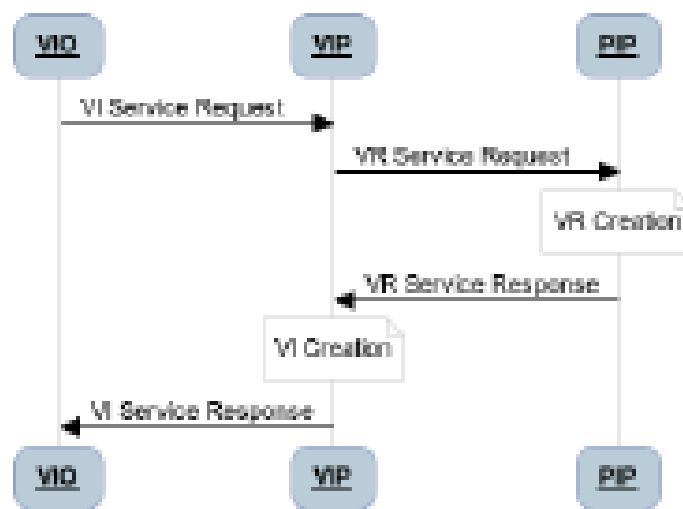 VIO VIP PIP
VI Service Request
VR Service Request
VR Creation
VR Service Response
VI Creation
VI Service Response
VIO VIP PIP